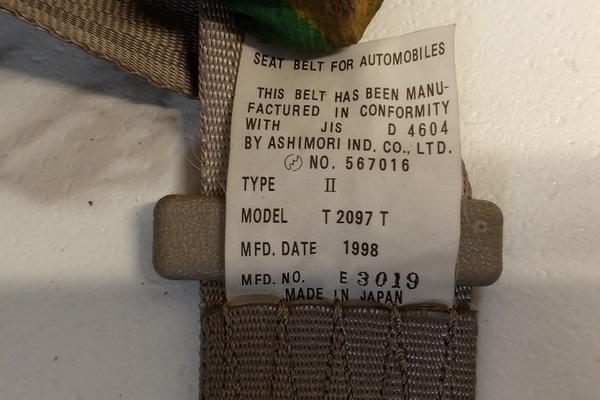 SEAT BELT FOR AUTOMOBILES
THIS BELT HAS BEEN MANU-
FACTURED IN CONFORMITY
WITH JIS D 4604
BY ASHIMORI IND. CO., LTD.
NO. 567016
TYPE II
MODEL T 2097 T
MFD. DATE 1998
MFD. NO. E 3019
MADE IN JAPAN